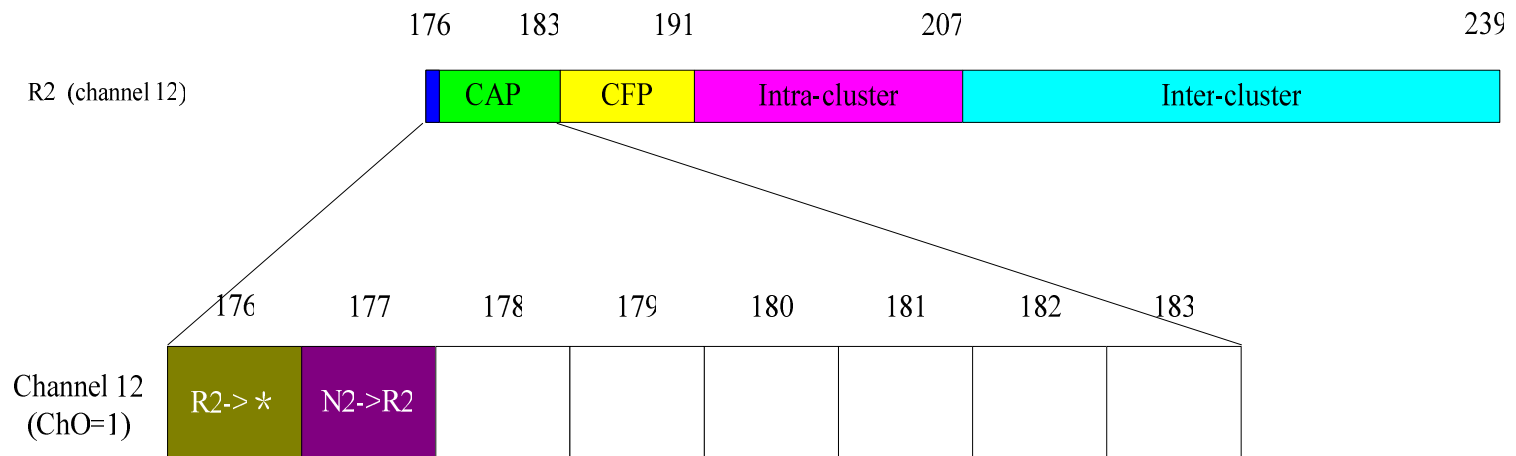 176 183 191 207 239
R2 (channel 12) CAP CFP Intra-cluster Inter-cluster
176 177 178 179 180 181 182 183
Channel 12
(ChO=1)
R2-> * N2->R2